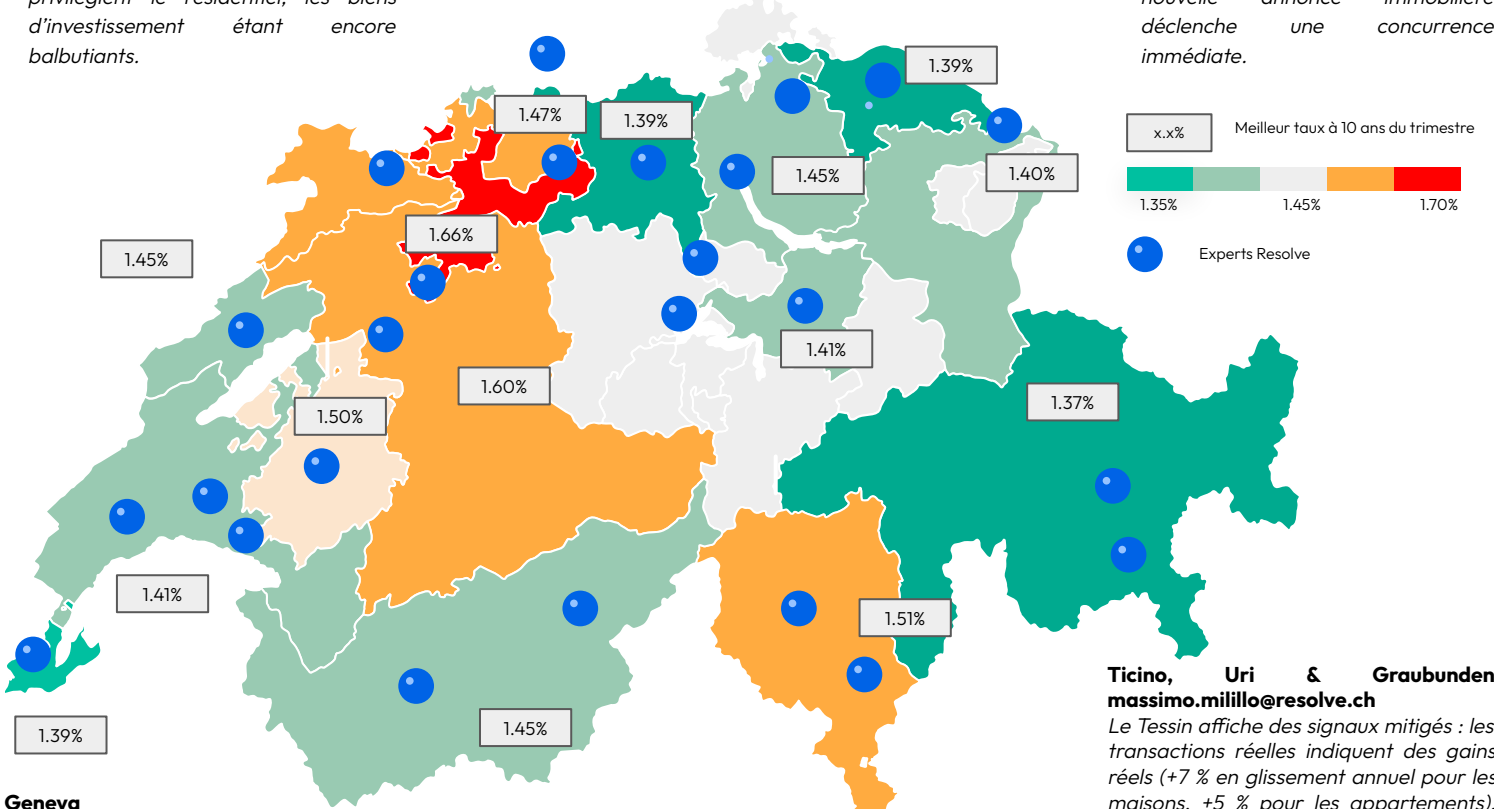 privilégient le résidentiel, les biens
d'investissement étant encore
balbutiants.
nouvelle annonce immobilière
déclenche une concurrence
immédiate.
1.39%
1.47%
1.39%
x.x%
Meilleur taux à 10 ans du trimestre
1.45%
1.40%
1.35%
1.45%
1.70%
1.66%
1.45%
Experts Resolve
1.41%
1.60%
1.50%
1.37%
1.41%
1.51%
1.39%
1.45%
Ticino, Uri & Graubunden
massimo.milillo@resolve.ch
Le Tessin affiche des signaux mitigés : les
transactions réelles indiquent des gains
réels (+7 % en glissement annuel pour les
maisons, +5 % pour les appartements),
Geneva